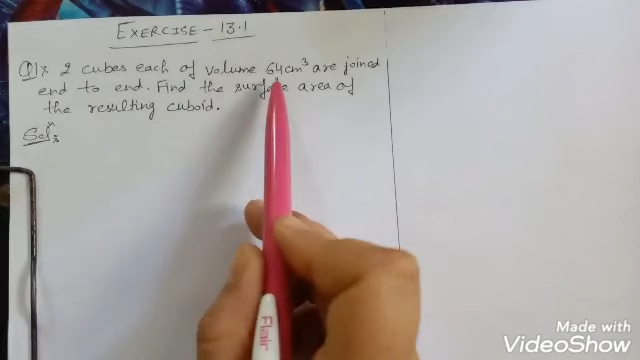 EXERCISE - 13.1
Q1× 2 cubes each of volume 64cm³ are joined
end to end. Find the surface area of
the resulting cuboid.
Solⁿ:
Flair
Made With
VideoShow